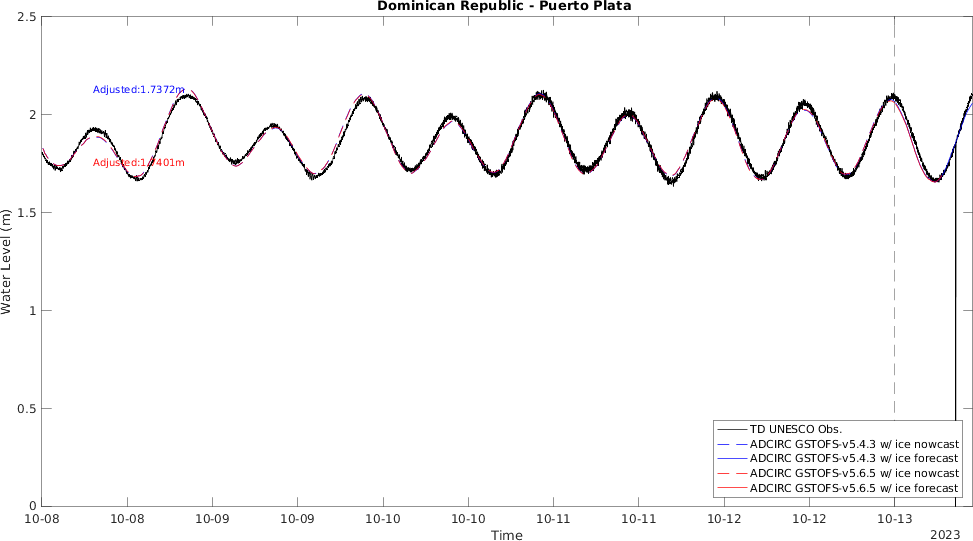 Dominican Republic - Puerto Plata
2.5
2
1.5
1
0.5
0
Water Level (m)
Adjusted:1.7372m
Adjusted:1.7401m
TD UNESCO Obs.
ADCIRC GSTOFS-v5.4.3 w/ ice nowcast
ADCIRC GSTOFS-v5.4.3 w/ ice forecast
ADCIRC GSTOFS-v5.6.5 w/ ice nowcast
ADCIRC GSTOFS-v5.6.5 w/ ice forecast
10-08 10-08 10-09 10-09 10-10 10-10 10-11 10-11 10-12 10-12 10-13
Time
2023